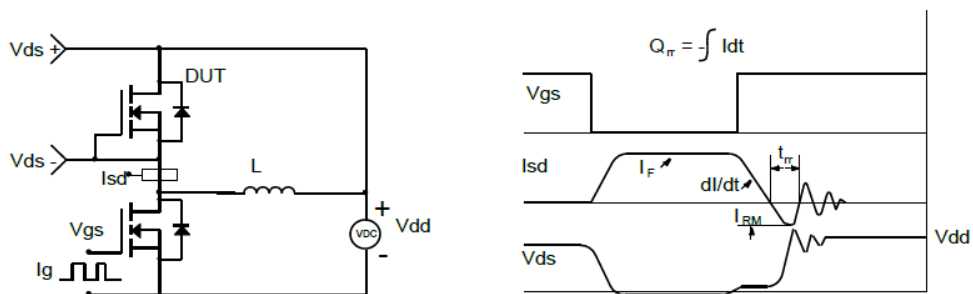 Vds +
DUT
Vds -
Isd
L
Vgs
Ig
+
VDC
-
Vdd
Qrr = -∫ Idt
Vgs
Isd
IF
dI/dt
trr
IRM
Vds
Vdd